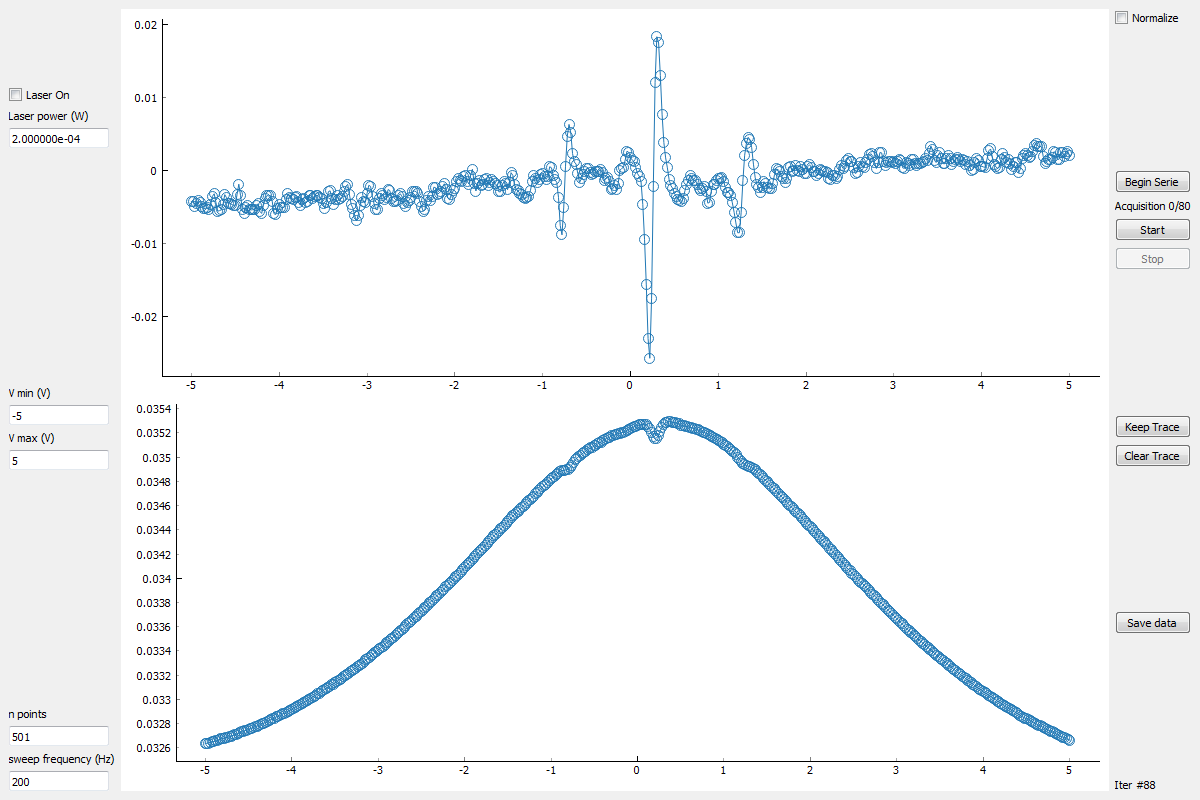 Laser On
Laser power (W)
2.000000e-04
V min (V)
-5
V max (V)
5
n points
501
sweep frequency (Hz)
200
0.02
0.01
0
-0.01
-0.02
-5 -4 -3 -2 -1 0 1 2 3 4 5
0.0354
0.0352
0.035
0.0348
0.0346
0.0344
0.0342
0.034
0.0338
0.0336
0.0334
0.0332
0.033
0.0328
0.0326
-5 -4 -3 -2 -1 0 1 2 3 4 5
Normalize
Begin Serie
Acquisition 0/80
Start
Stop
Keep Trace
Clear Trace
Save data
Iter #88